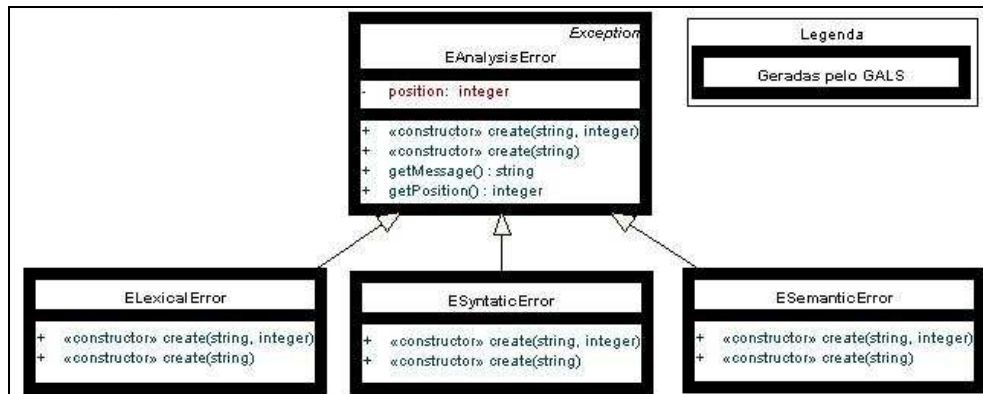 Exception
EAnalysisError
- position: integer
+ «constructor» create(string, integer)
+ «constructor» create(string)
+ getMessage() : string
+ getPosition() : integer
Legenda
Geradas pelo GALS
ELexicalError
+ «constructor» create(string, integer)
+ «constructor» create(string)
ESyntaticError
+ «constructor» create(string, integer)
+ «constructor» create(string)
ESemanticError
+ «constructor» create(string, integer)
+ «constructor» create(string)